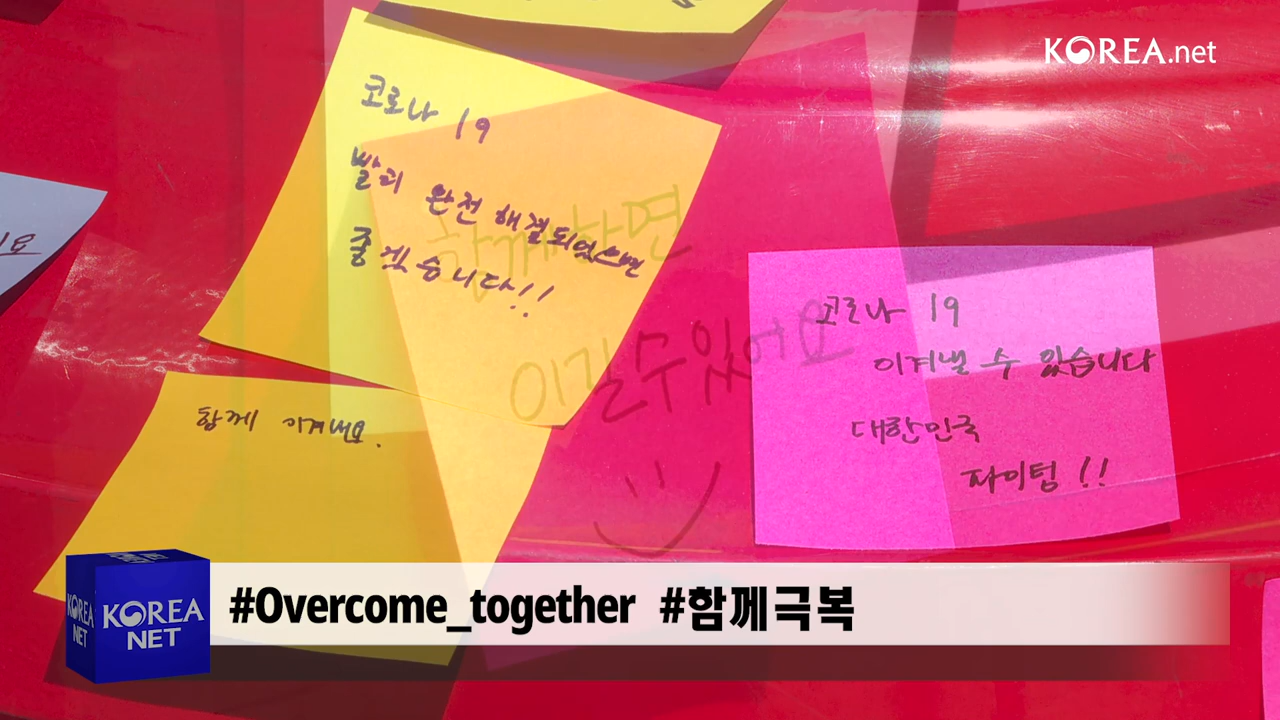 KOREA.net
코로나 19
빨리 완전 해결되었으면
좋겠습니다!!
함께하면
이길수있어요
함께 이겨내요.
코로나 19
이겨낼 수 있습니다
대한민국
파이팅!!
KOREA
NET
KOREA
NET
#Overcome_together #함께극복